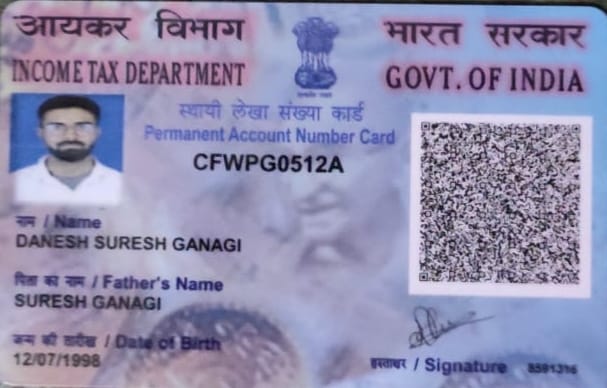 आयकर विभाग
INCOME TAX DEPARTMENT
भारत सरकार
GOVT. OF INDIA
स्थायी लेखा संख्या कार्ड
Permanent Account Number Card
CFWPG0512A
नाम / Name
DANESH SURESH GANAGI
पिता का नाम / Father's Name
SURESH GANAGI
जन्म की तारीख / Date of Birth
12/07/1998
हस्ताक्षर / Signature